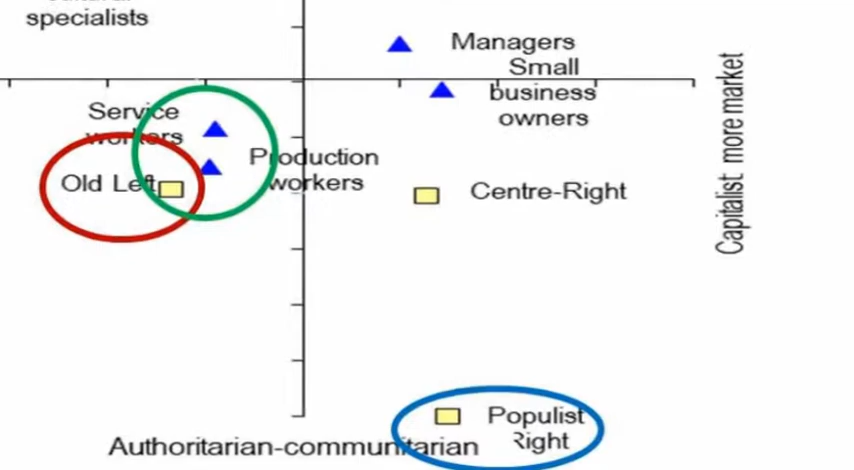 specialists
Managers
Small
business
owners
Service
workers
Production
workers
Old Left
Centre-Right
Capitalist more market
Populist
Right
Authoritarian-communitarian